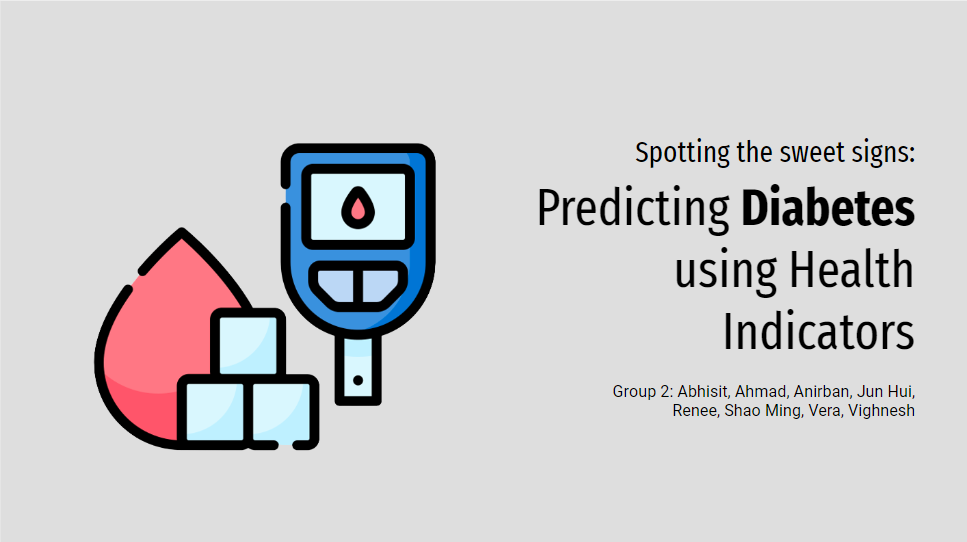 Spotting the sweet signs:
Predicting Diabetes
using Health
Indicators
Group 2: Abhisit, Ahmad, Anirban, Jun Hui,
Renee, Shao Ming, Vera, Vighnesh